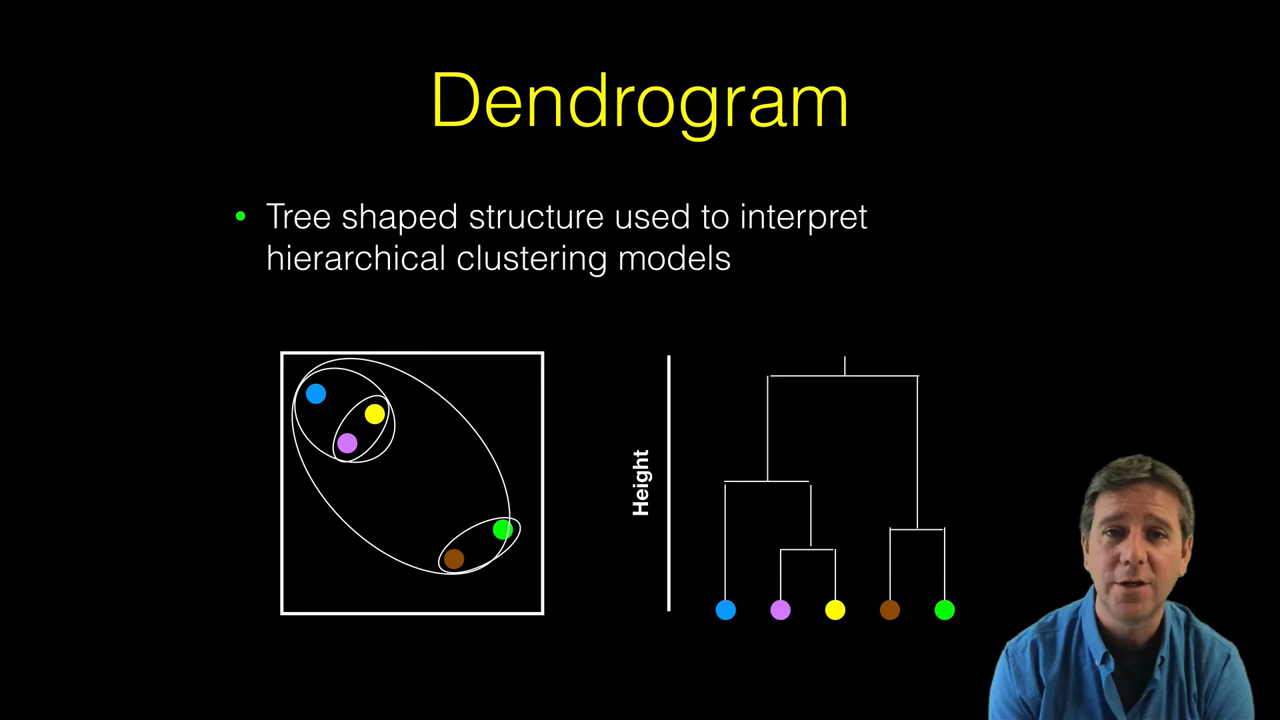 Dendrogram
• Tree shaped structure used to interpret
hierarchical clustering models
Height